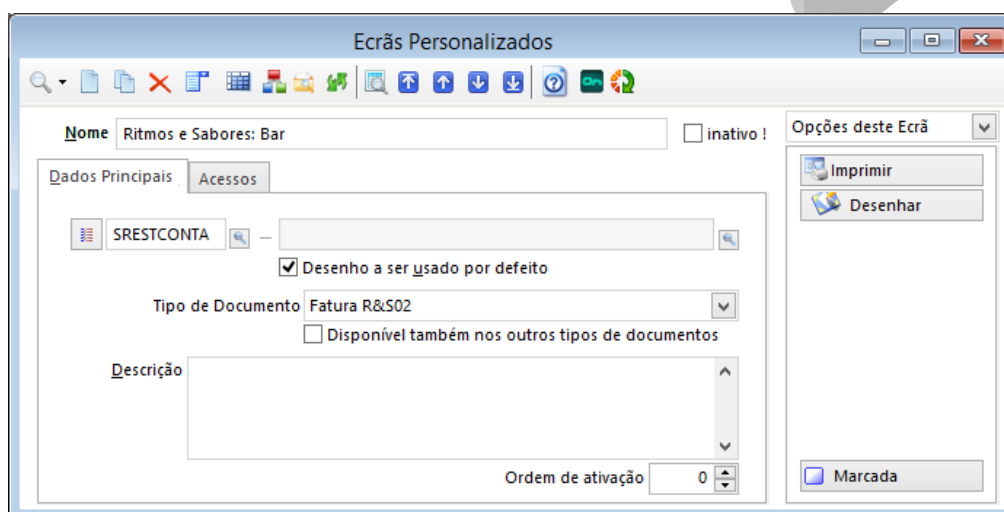 Ecrãs Personalizados
On
Nome Ritmos e Sabores: Bar inativo ! Opções deste Ecrã
Dados Principais Acessos Imprimir
Desenhar
SRESTCONTA –
Desenho a ser usado por defeito
Tipo de Documento Fatura R&S02
Disponível também nos outros tipos de documentos
Descrição
Ordem de ativação 0 Marcada